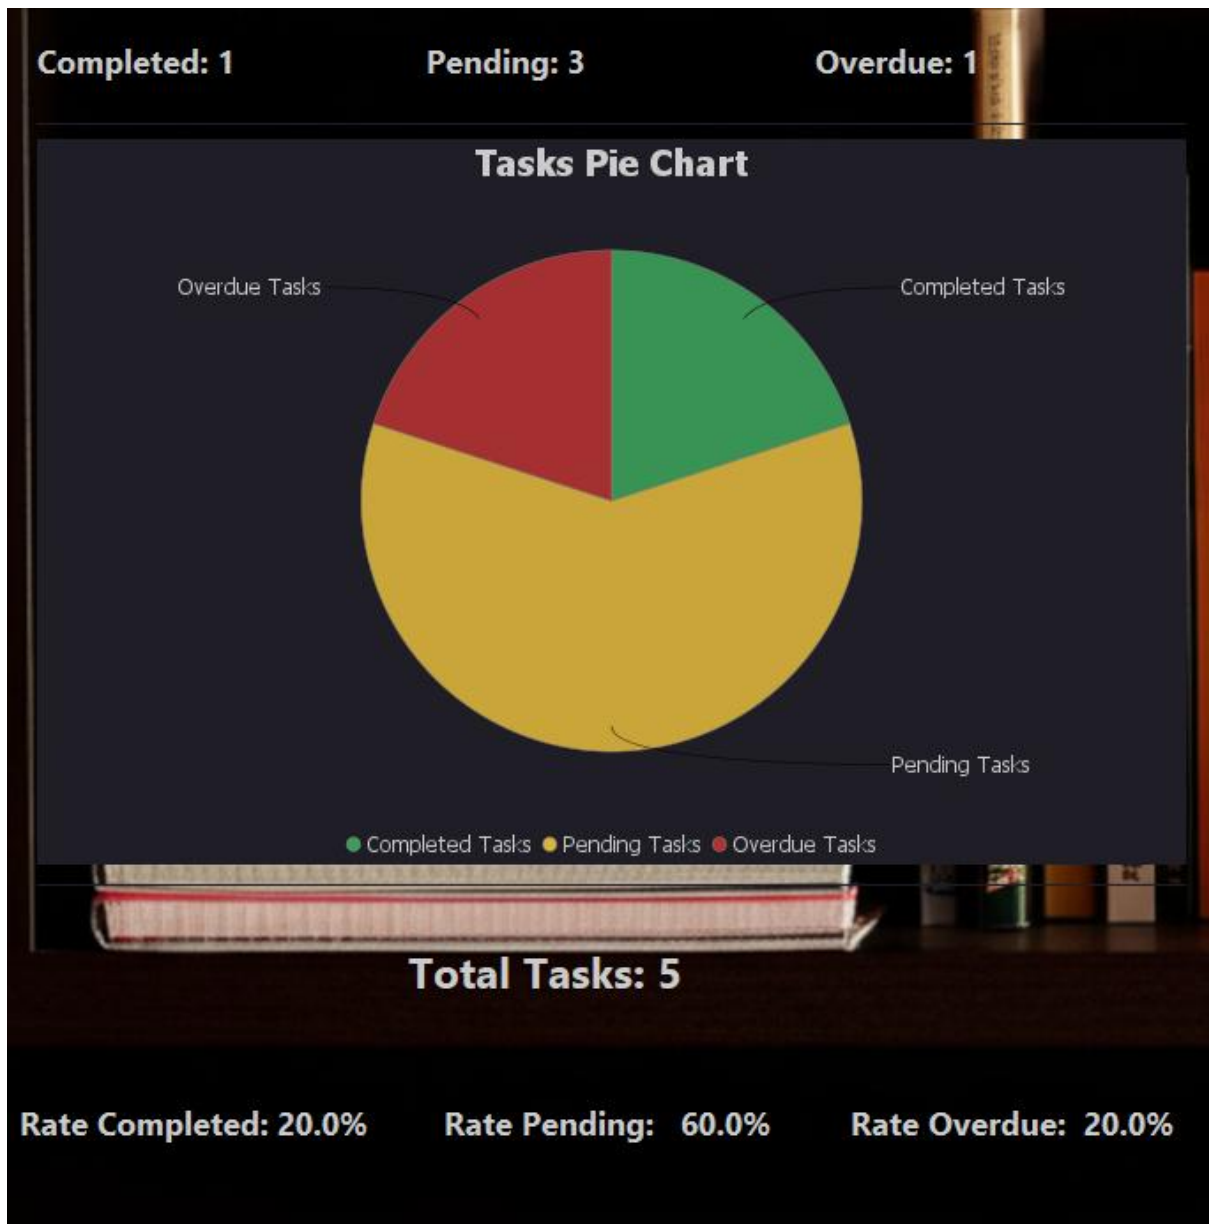 Completed: 1 Pending: 3 Overdue: 1
Tasks Pie Chart
Overdue Tasks Completed Tasks
Pending Tasks
Completed Tasks Pending Tasks Overdue Tasks
Total Tasks: 5
Rate Completed: 20.0% Rate Pending: 60.0% Rate Overdue: 20.0%